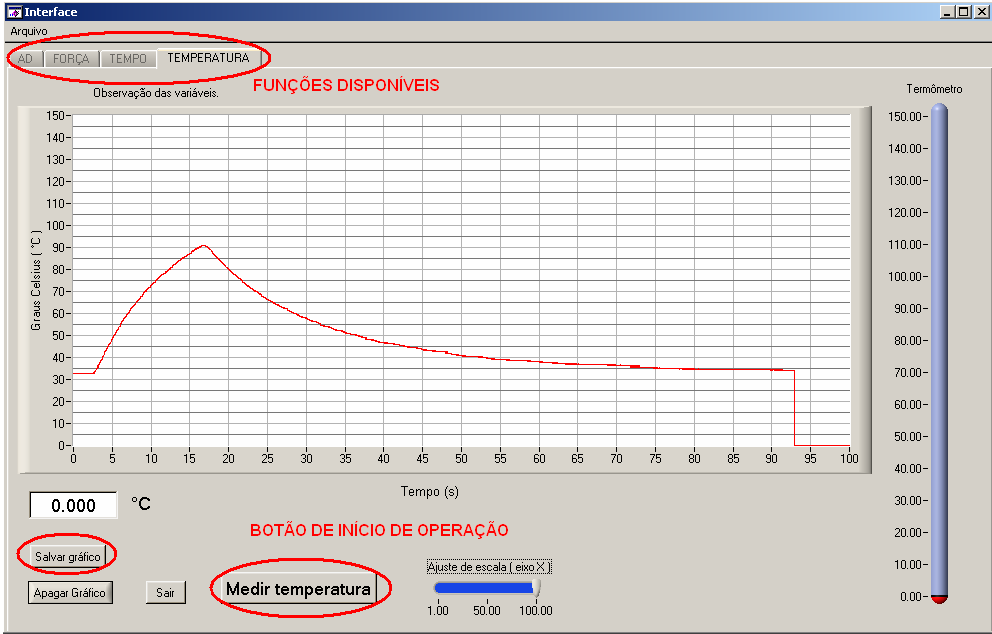 Interface
Arquivo
AD FORÇA TEMPO TEMPERATURA
FUNÇÕES DISPONÍVEIS
Observação das variáveis.
Termômetro
Graus Celsius ( °C )
150
140
130
120
110
100
90
80
70
60
50
40
30
20
10
0
0 5 10 15 20 25 30 35 40 45 50 55 60 65 70 75 80 85 90 95 100
Tempo (s)
150.00
140.00
130.00
120.00
110.00
100.00
90.00
80.00
70.00
60.00
50.00
40.00
30.00
20.00
10.00
0.00
0.000 °C
BOTÃO DE INÍCIO DE OPERAÇÃO
Salvar gráfico
Apagar Gráfico
Sair
Medir temperatura
Ajuste de escala ( eixo X )
1.00 50.00 100.00